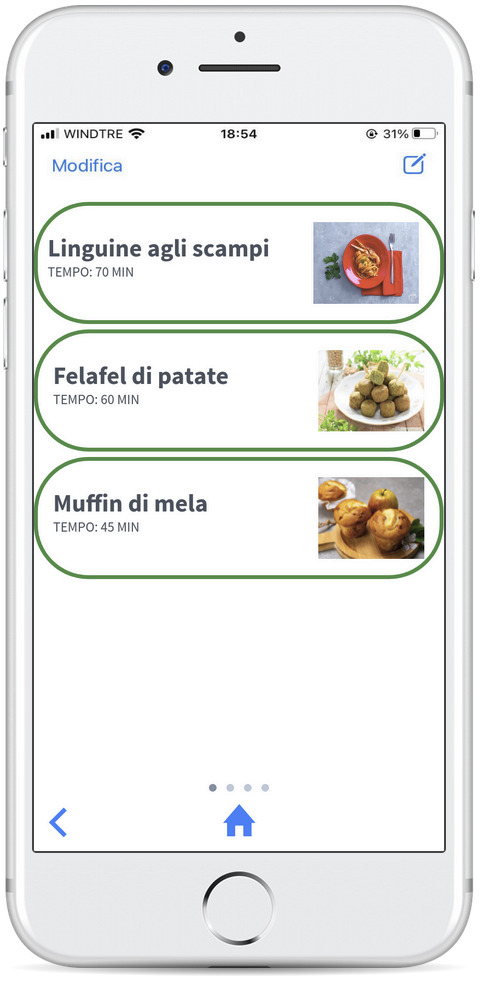 WINDTRE 18:54 31%
Modifica
Linguine agli scampi
TEMPO: 70 MIN
Felafel di patate
TEMPO: 60 MIN
Muffin di mela
TEMPO: 45 MIN